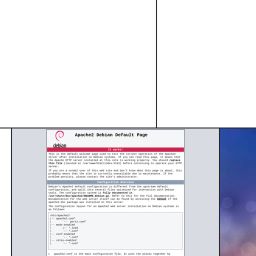 Apache2 Debian Default Page
debian
It works!
This is the default welcome page used to test the correct operation of the Apache2
server after installation on Debian systems. If you can read this page, it means that
the Apache HTTP server installed at this site is working properly. You should replace
this file (located at /var/www/html/index.html) before continuing to operate your HTTP
server.
If you are a normal user of this web site and don't know what this page is about, this
probably means that the site is currently unavailable due to maintenance. If the
problem persists, please contact the site's administrator.
Configuration Overview
Debian's Apache2 default configuration is different from the upstream default
configuration, and split into several files optimized for interaction with Debian
tools. The configuration system is fully documented in
/usr/share/doc/apache2/README.Debian.gz. Refer to this for the full documentation.
Documentation for the web server itself can be found by accessing the manual if the
apache2-doc package was installed on this server.
The configuration layout for an Apache2 web server installation on Debian systems is
as follows:
/etc/apache2/
|-- apache2.conf
| `-- ports.conf
|-- mods-enabled
| |-- *.load
| `-- *.conf
|-- conf-enabled
| `-- *.conf
|-- sites-enabled
| `-- *.conf
apache2.conf is the main configuration file. It puts the pieces together by